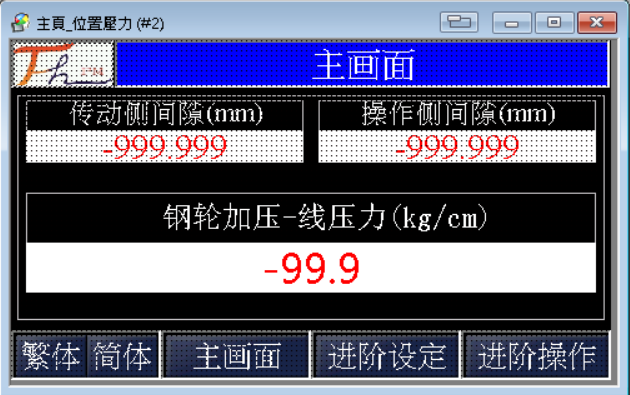 主頁_位置壓力 (#2)
Th
主画面
传动侧间隙(mm) 操作侧间隙(mm)
-999.999 -999.999
钢轮加压-线压力(kg/cm)
-99.9
繁体 简体 主画面 进阶设定 进阶操作